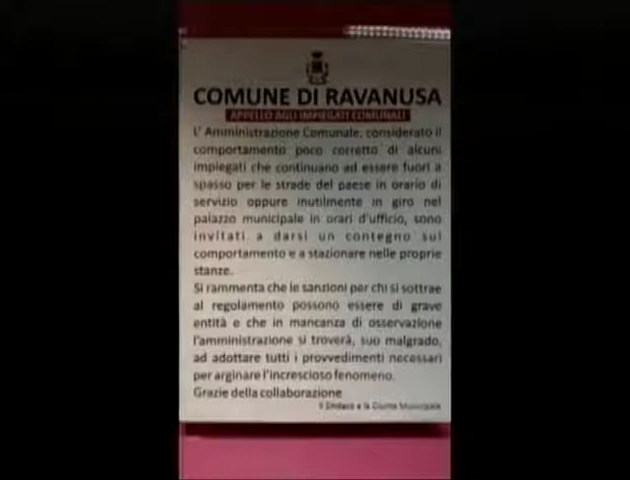 COMUNE DI RAVANUSA
APPELLO AGLI IMPIEGATI COMUNALI
L' Amministrazione Comunale, considerato il
comportamento poco corretto di alcuni
impiegati che continuano ad essere fuori a
spasso per le strade del paese in orario di
servizio oppure inutilmente in giro nel
palazzo municipale in orari d'ufficio, sono
invitati a darsi un contegno sul
comportamento e a stazionare nelle proprie
stanze.
Si rammenta che le sanzioni per chi si sottrae
al regolamento possono essere di grave
entità e che in mancanza di osservazione
l'amministrazione si troverà, suo malgrado,
ad adottare tutti i provvedimenti necessari
per arginare l'increscioso fenomeno.
Grazie della collaborazione
Il Sindaco e la Giunta Municipale